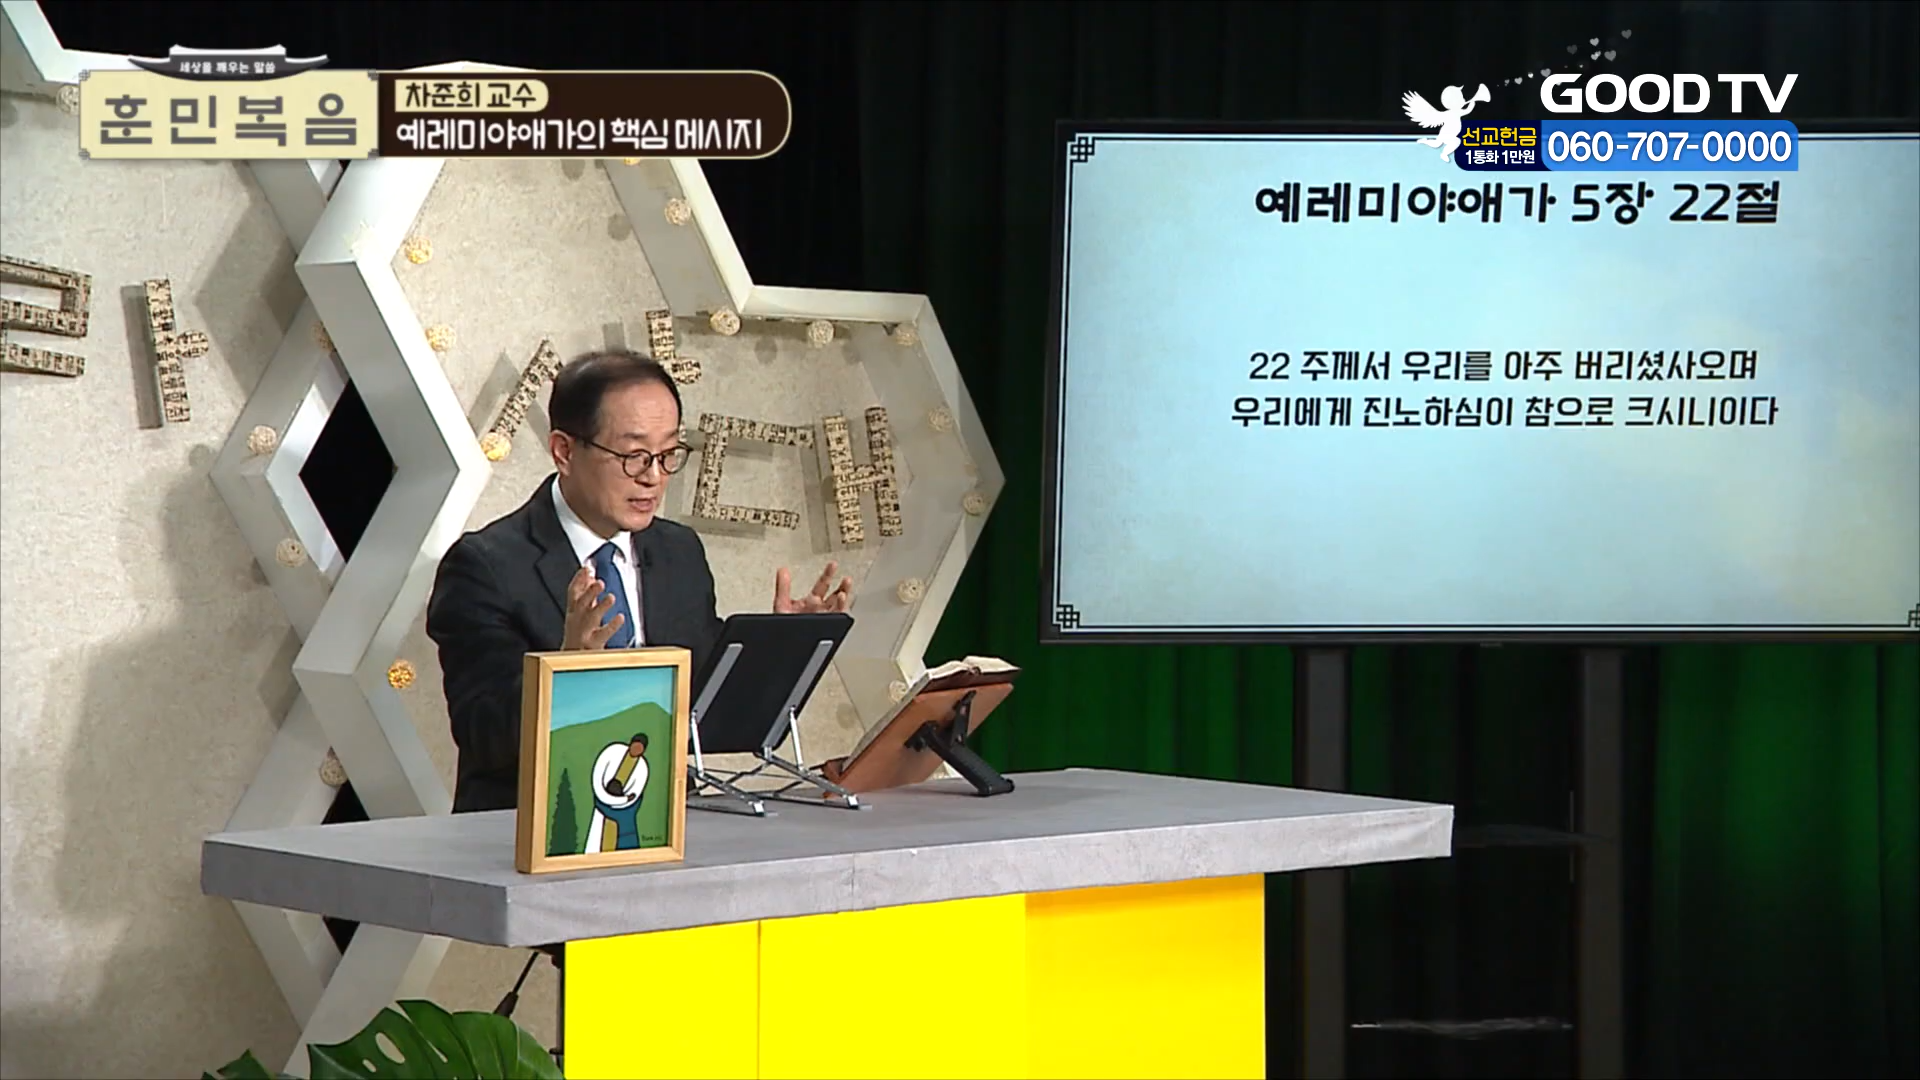 세상을 깨우는 말씀
훈민복음
차준희 교수
예레미야애가의 핵심 메시지
GOODTV
선교헌금
1통화 1만원
060-707-0000
예레미야애가 5장 22절
22 주께서 우리를 아주 버리셨사오며
우리에게 진노하심이 참으로 크시니이다